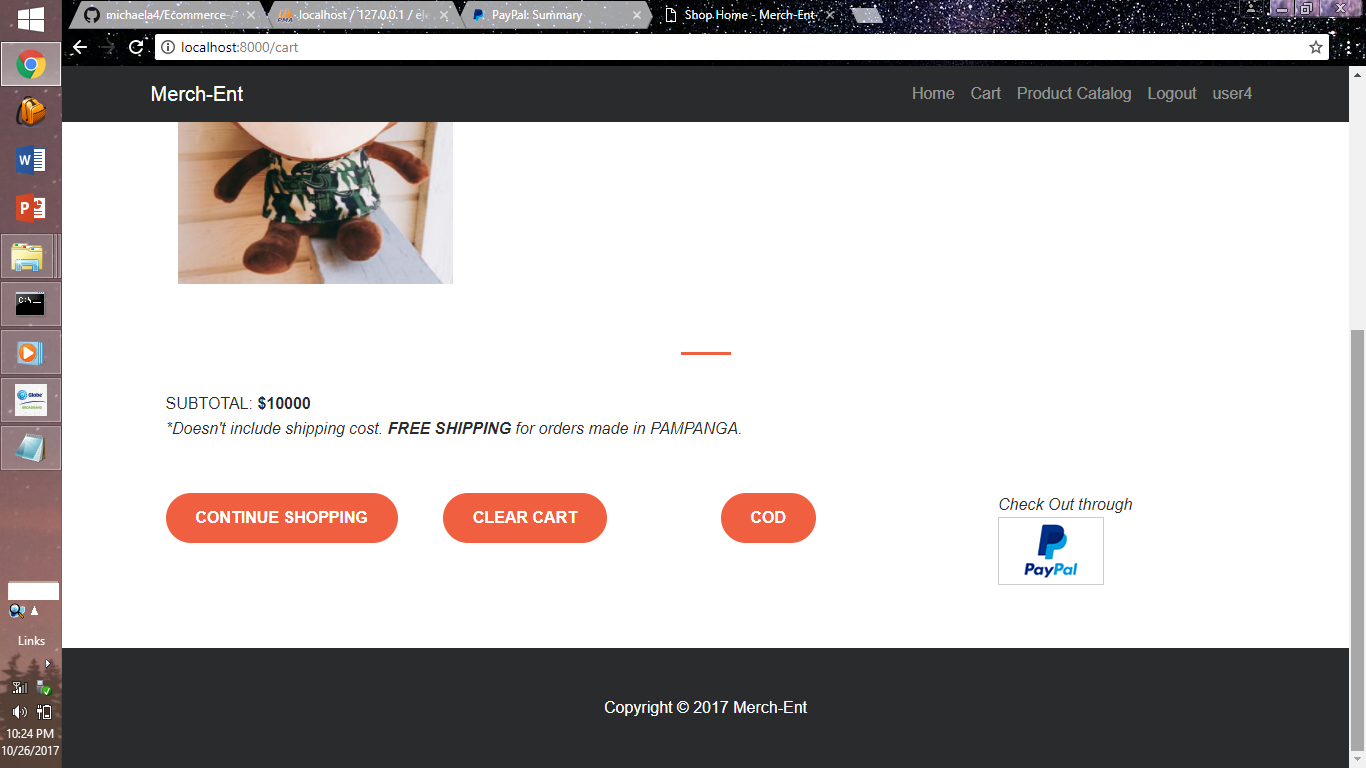 michaela4/Ecommerce-
localhost / 127.0.0.1 /
PayPal: Summary
Shop Home - Merch-Ent
localhost:8000/cart
Merch-Ent
Home Cart Product Catalog Logout user4
SUBTOTAL: $10000
*Doesn't include shipping cost. FREE SHIPPING for orders made in PAMPANGA.
CONTINUE SHOPPING
CLEAR CART
COD
Check Out through
PayPal
Copyright © 2017 Merch-Ent
Links
10:24 PM
10/26/2017